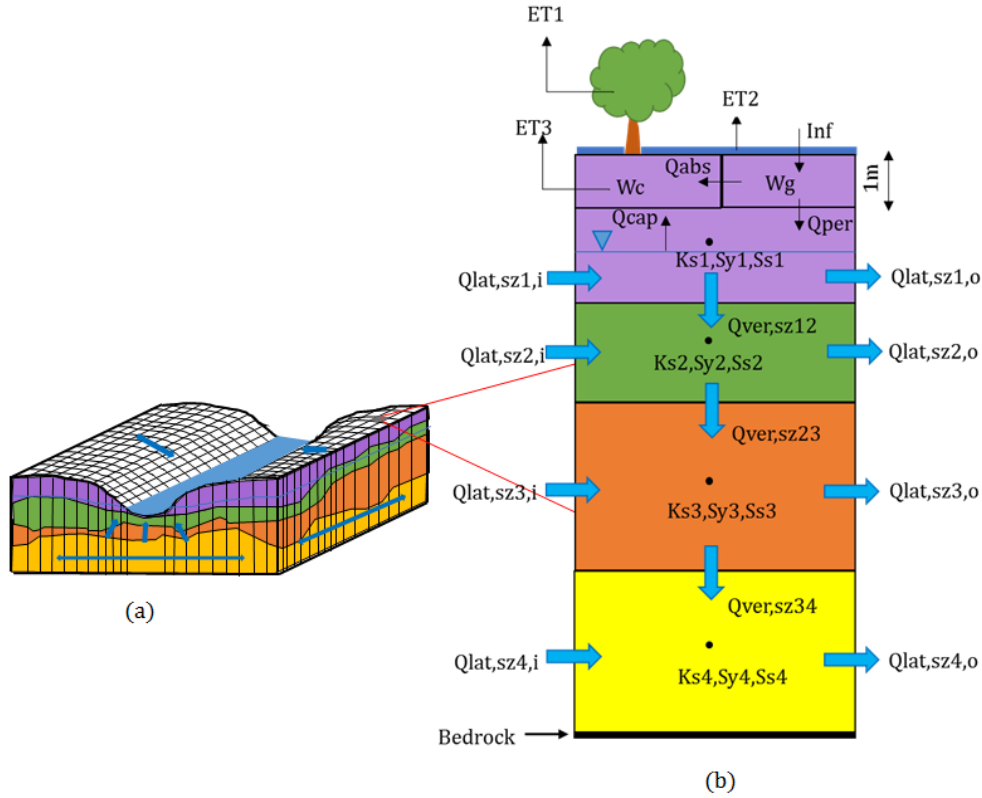 ET1
ET2
ET3
Inf
Qabs
Wc
Wg
1m
Qcap
Qper
Ks1,Sy1,Ss1
Qlat,sz1,i
Qlat,sz1,o
Qver,sz12
Qlat,sz2,i
Ks2,Sy2,Ss2
Qlat,sz2,o
Qver,sz23
Qlat,sz3,i
Ks3,Sy3,Ss3
Qlat,sz3,o
Qver,sz34
Qlat,sz4,i
Ks4,Sy4,Ss4
Qlat,sz4,o
Bedrock
(a)
(b)